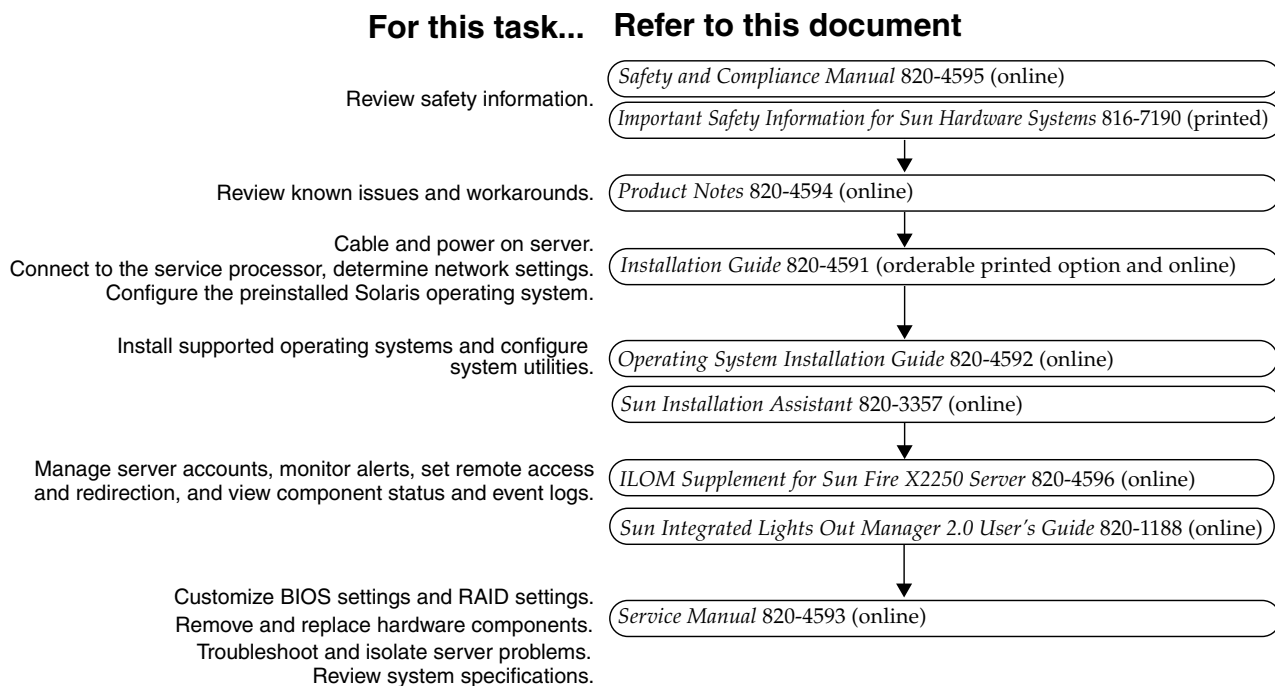 For this task... Refer to this document
Review safety information.
Safety and Compliance Manual 820-4595 (online)
Important Safety Information for Sun Hardware Systems 816-7190 (printed)
Review known issues and workarounds.
Product Notes 820-4594 (online)
Cable and power on server.
Connect to the service processor, determine network settings.
Configure the preinstalled Solaris operating system.
Installation Guide 820-4591 (orderable printed option and online)
Install supported operating systems and configure
system utilities.
Operating System Installation Guide 820-4592 (online)
Sun Installation Assistant 820-3357 (online)
Manage server accounts, monitor alerts, set remote access
and redirection, and view component status and event logs.
ILOM Supplement for Sun Fire X2250 Server 820-4596 (online)
Sun Integrated Lights Out Manager 2.0 User's Guide 820-1188 (online)
Customize BIOS settings and RAID settings.
Remove and replace hardware components.
Troubleshoot and isolate server problems.
Review system specifications.
Service Manual 820-4593 (online)